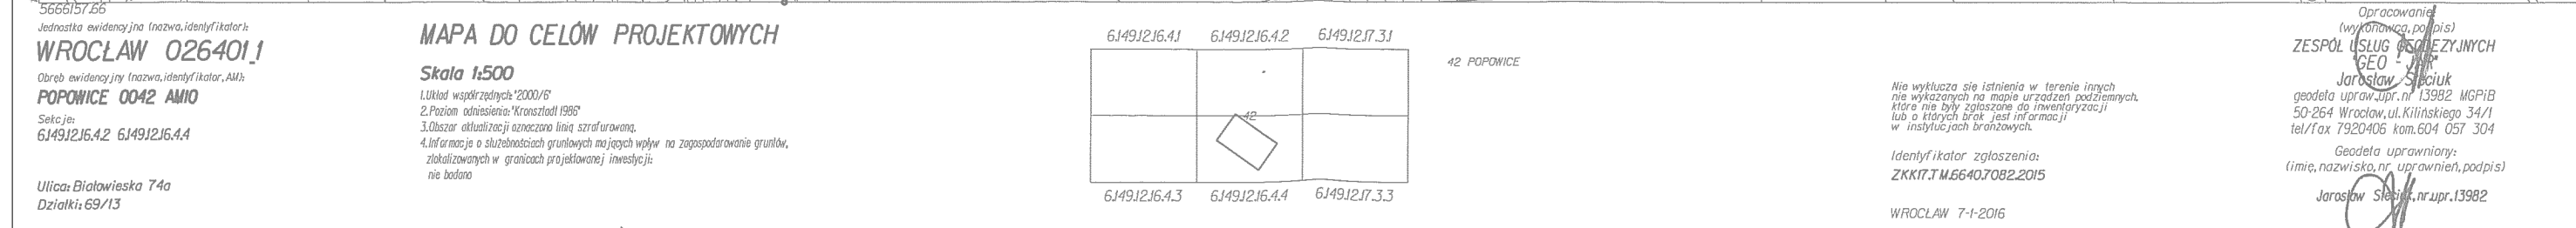 5666157.66
Jednostka ewidencyjna (nazwa,identyfikator):
WROCŁAW 026401_1
Obręb ewidencyjny (nazwa,identyfikator,AM):
POPOWICE 0042 AM10
Sekcje:
6.149.12.16.4.2 6.149.12.16.4.4
Ulica: Białowieska 74a
Działki: 69/13
MAPA DO CELÓW PROJEKTOWYCH
Skala 1:500
1.Układ współrzędnych:"2000/6"
2.Poziom odniesienia:"Kronsztadt 1986"
3.Obszar aktualizacji oznaczono linią szrafurowaną.
4.Informacje o służebnościach gruntowych mających wpływ na zagospodarowanie gruntów,
zlokalizowanych w granicach projektowanej inwestycji:
nie badano
6.149.12.16.4.1 6.149.12.16.4.2 6.149.12.17.3.1
42
6.149.12.16.4.3 6.149.12.16.4.4 6.149.12.17.3.3
42 POPOWICE
Nie wyklucza się istnienia w terenie innych
nie wykazanych na mapie urządzeń podziemnych,
które nie były zgłoszone do inwentaryzacji
lub o których brak jest informacji
w instytucjach branżowych.
Identyfikator zgłoszenia:
ZKK17.TM.6640.7082.2015
WROCŁAW 7-1-2016
Opracowanie
(wykonawca,podpis)
ZESPÓŁ USŁUG GEODEZYJNYCH
"GEO - JAR"
Jarosław Sieciuk
geodeta upraw.upr.nr 13982 MGPiB
50-264 Wrocław,ul.Kilińskiego 34/1
tel/fax 7920406 kom.604 057 304
Geodeta uprawniony:
(imię,nazwisko,nr uprawnień,podpis)
Jarosław Sieciuk,nr.upr.13982